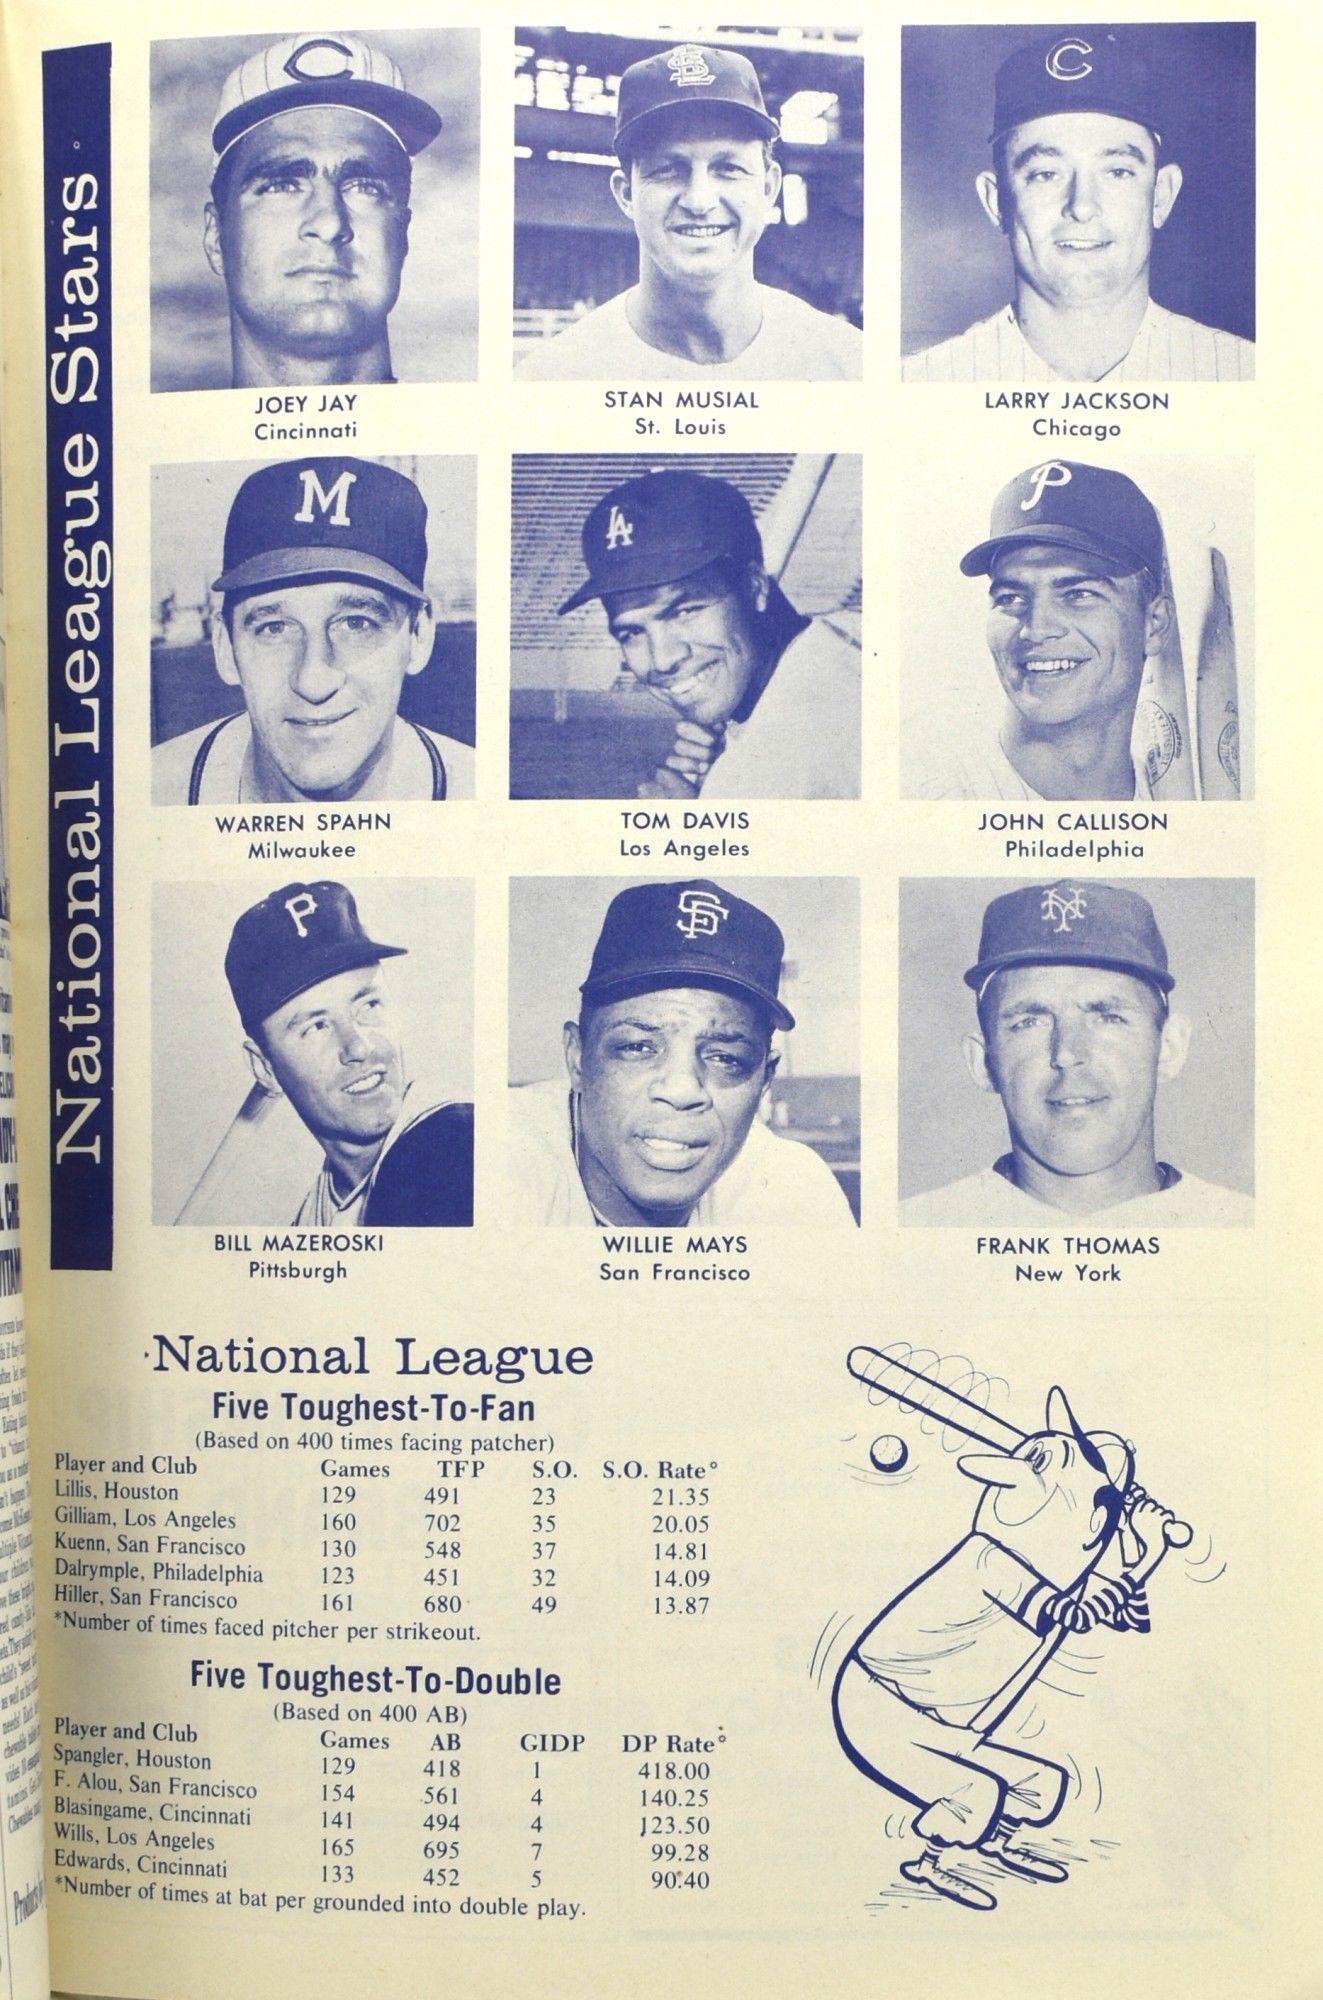 National League Stars
C
STL
C
JOEY JAY
Cincinnati
STAN MUSIAL
St. Louis
LARRY JACKSON
Chicago
M
LA
P
WARREN SPAHN
Milwaukee
TOM DAVIS
Los Angeles
JOHN CALLISON
Philadelphia
P
SF
NY
BILL MAZEROSKI
Pittsburgh
WILLIE MAYS
San Francisco
FRANK THOMAS
New York
National League
Five Toughest-To-Fan
(Based on 400 times facing patcher)
Player and Club Games TFP S.O. S.O. Rate°
Lillis, Houston 129 491 23 21.35
Gilliam, Los Angeles 160 702 35 20.05
Kuenn, San Francisco 130 548 37 14.81
Dalrymple, Philadelphia 123 451 32 14.09
Hiller, San Francisco 161 680 49 13.87
*Number of times faced pitcher per strikeout.
Five Toughest-To-Double
(Based on 400 AB)
Player and Club Games AB GIDP DP Rate°
Spangler, Houston 129 418 1 418.00
F. Alou, San Francisco 154 561 4 140.25
Blasingame, Cincinnati 141 494 4 123.50
Wills, Los Angeles 165 695 7 99.28
Edwards, Cincinnati 133 452 5 90.40
*Number of times at bat per grounded into double play.